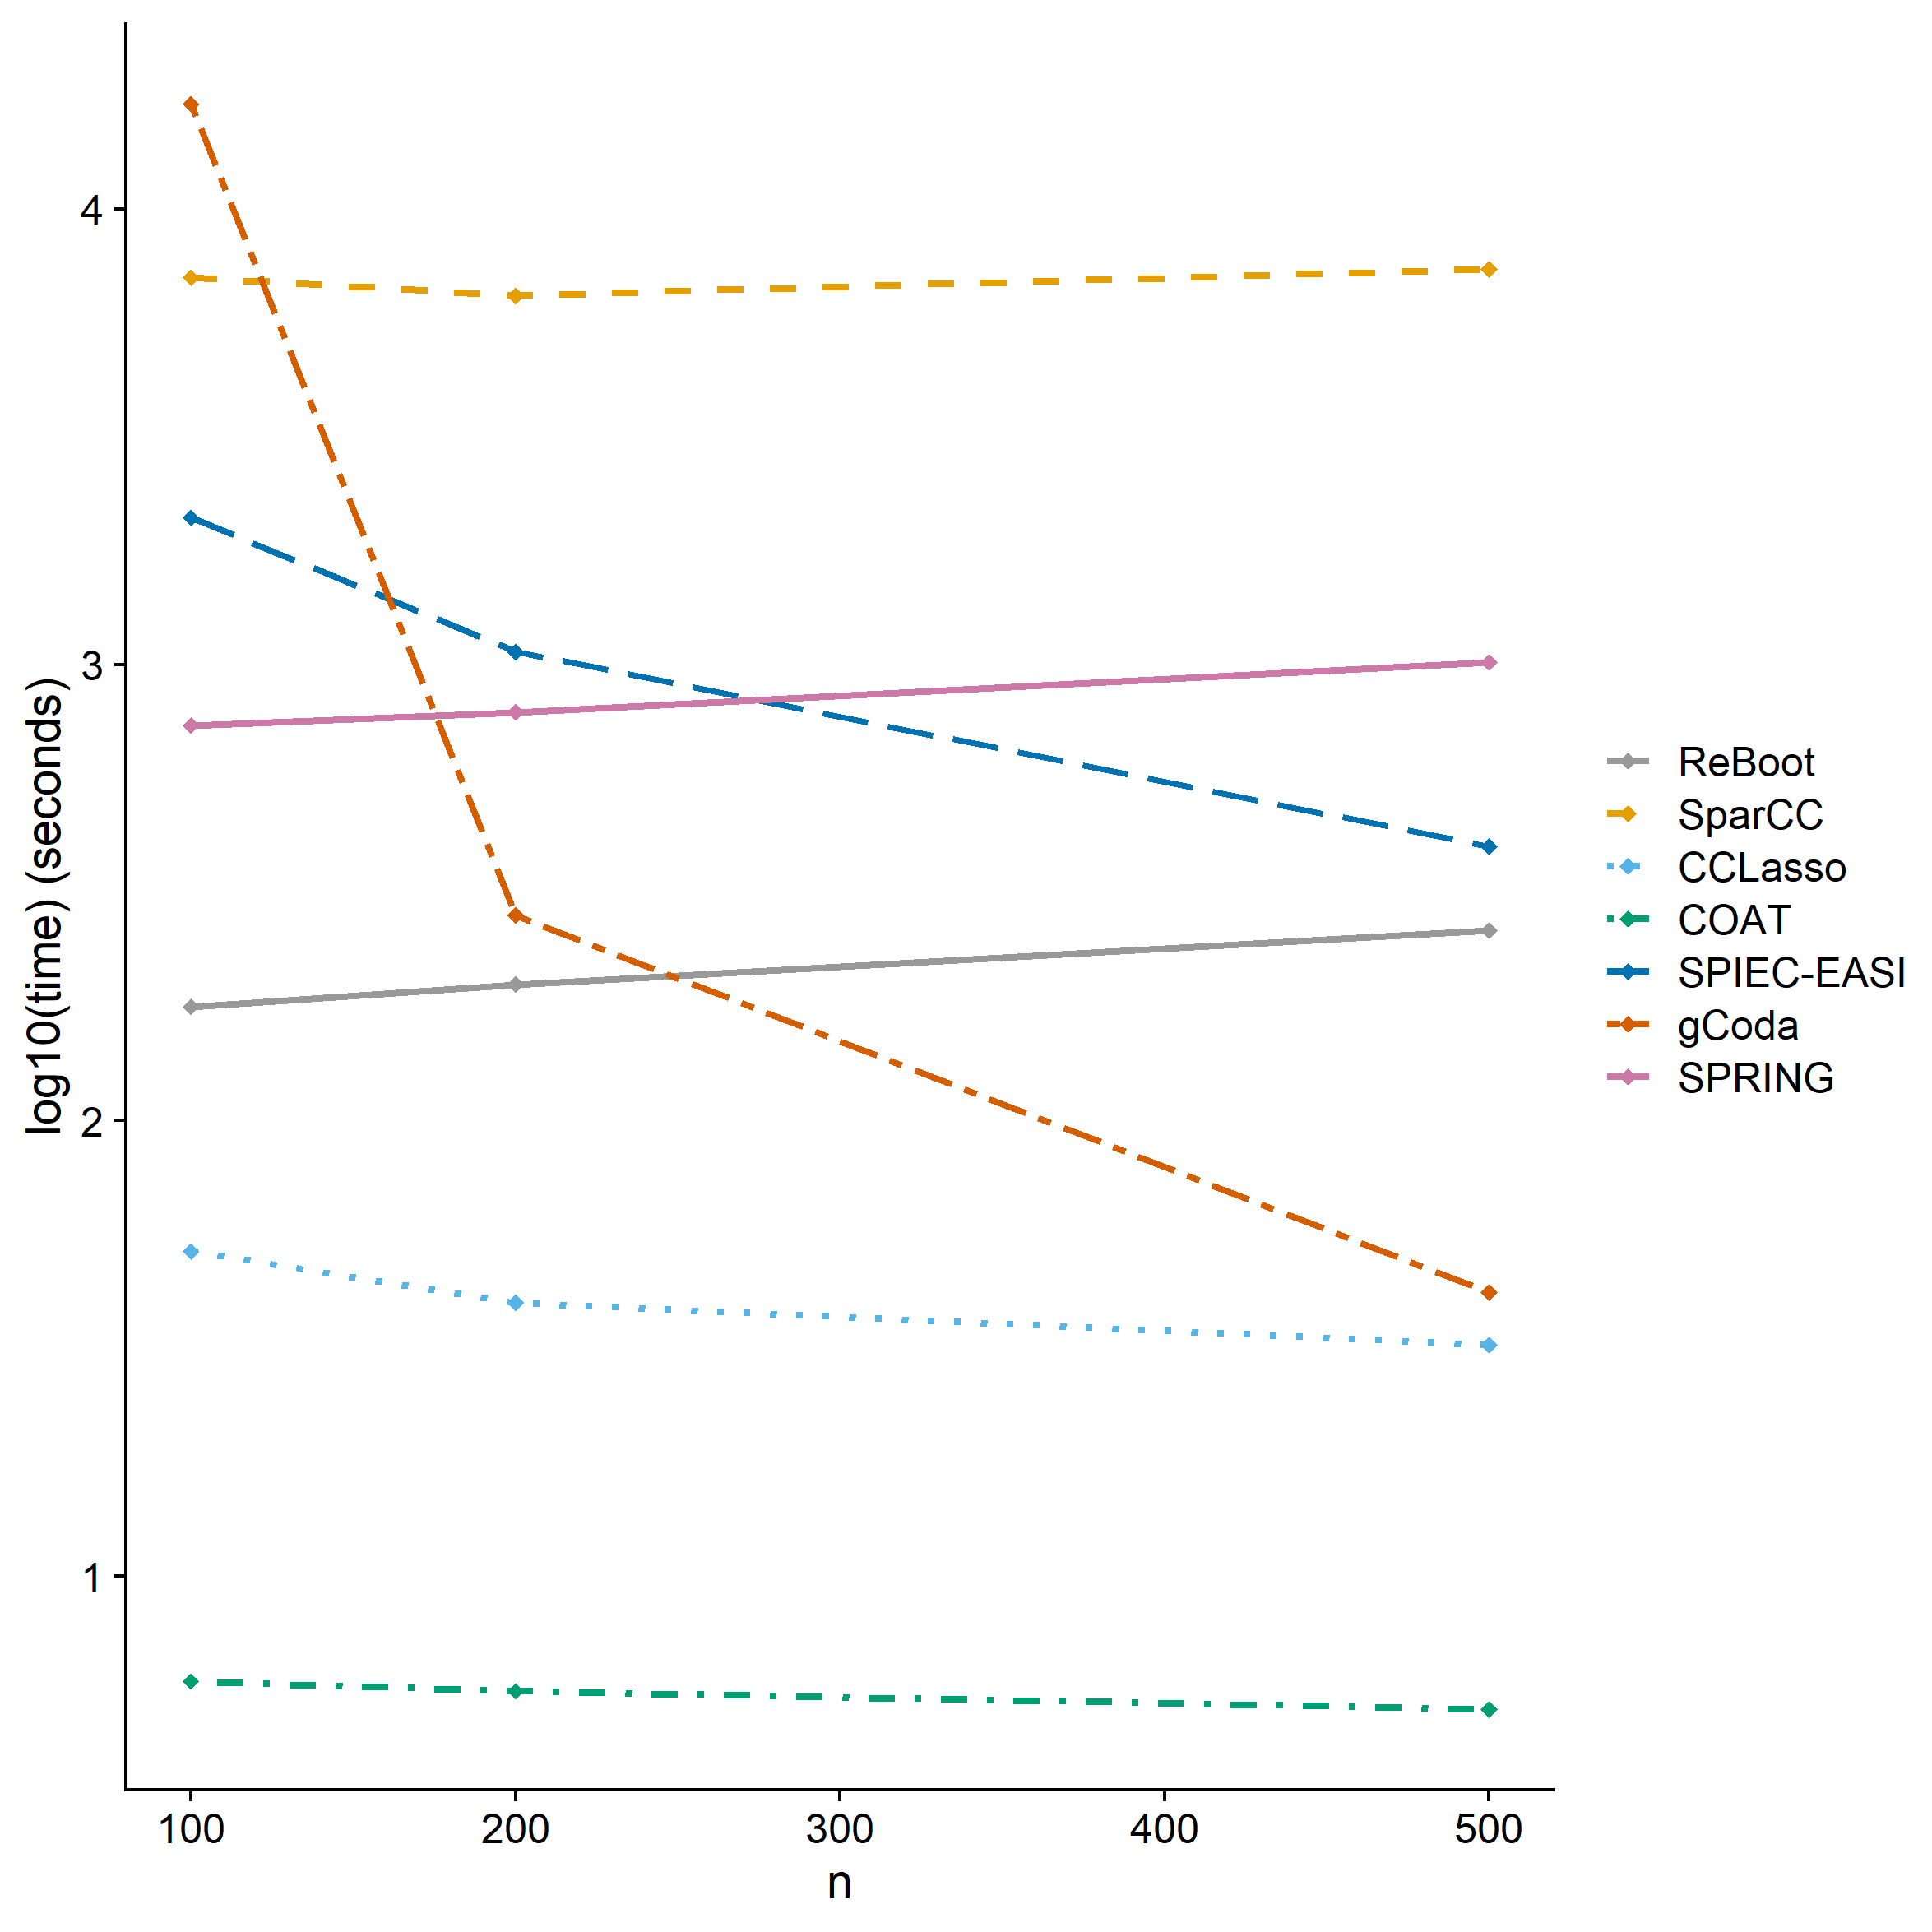 log10(time) (seconds)
4
3
2
1
100 200 300 400 500
n
ReBoot
SparCC
CCLasso
COAT
SPIEC-EASI
gCoda
SPRING